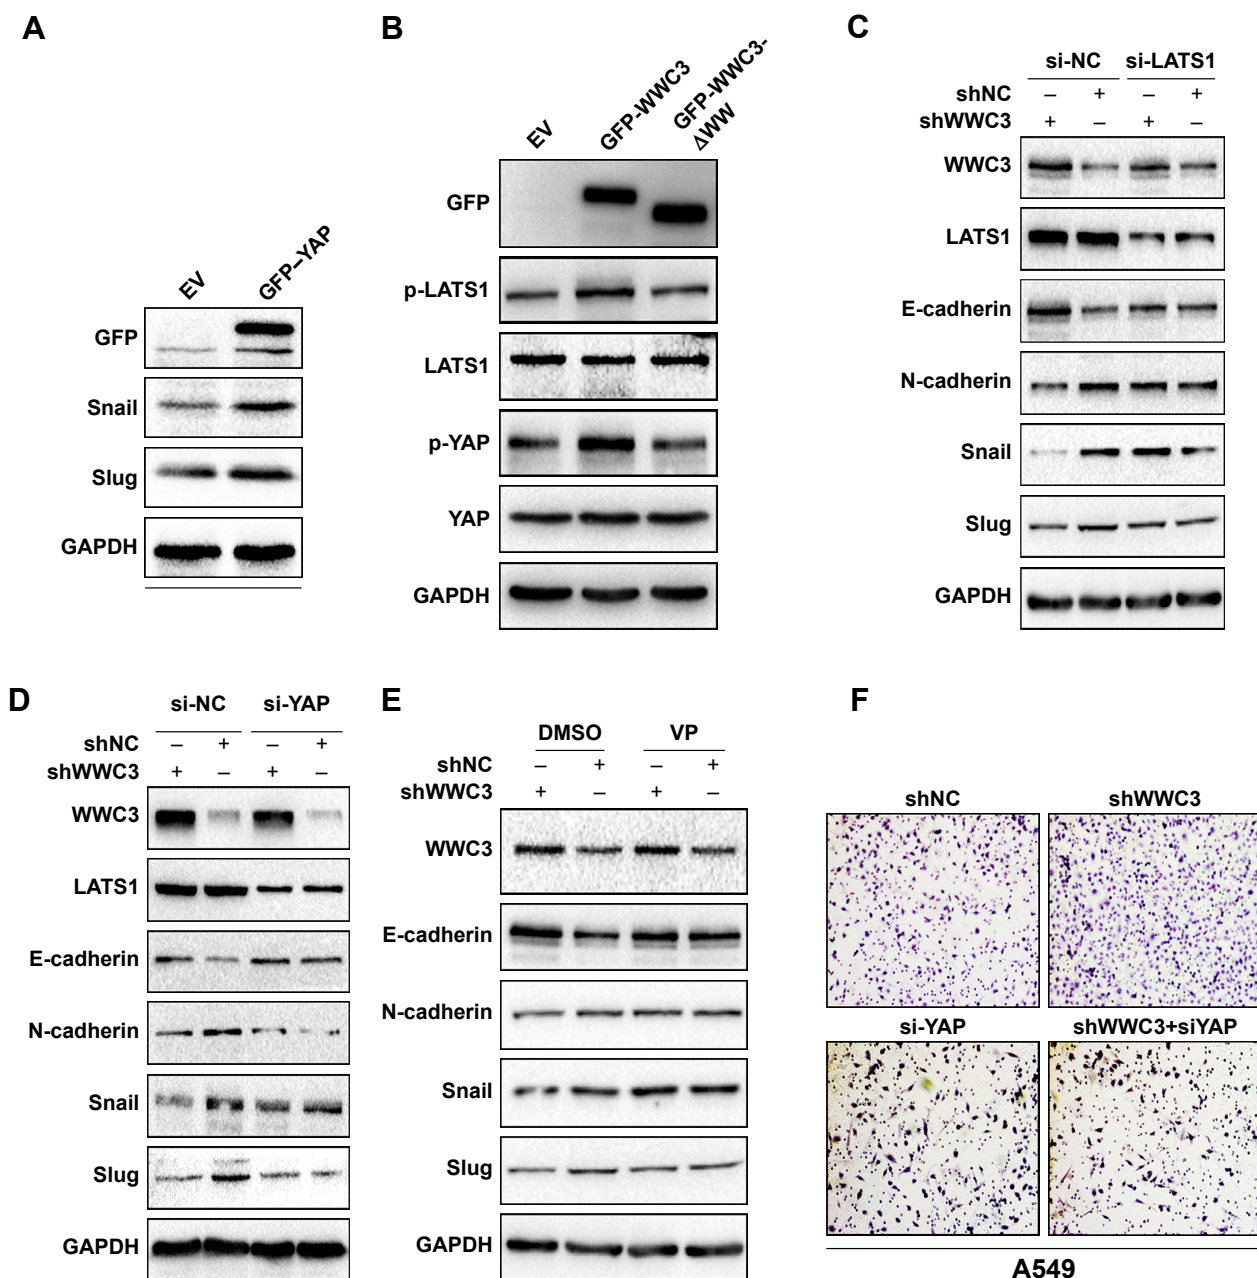 A
EV
GFP–YAP
GFP
Snail
Slug
GAPDH
B
EV
GFP-WWC3
GFP-WWC3-
ΔWW
GFP
p-LATS1
LATS1
p-YAP
YAP
GAPDH
C
si-NC si-LATS1
shNC – + – +
shWWC3 + – + –
WWC3
LATS1
E-cadherin
N-cadherin
Snail
Slug
GAPDH
D
si-NC si-YAP
shNC – + – +
shWWC3 + – + –
WWC3
LATS1
E-cadherin
N-cadherin
Snail
Slug
GAPDH
E
DMSO VP
shNC – + – +
shWWC3 + – + –
WWC3
E-cadherin
N-cadherin
Snail
Slug
GAPDH
F
shNC shWWC3
si-YAP shWWC3+siYAP
A549